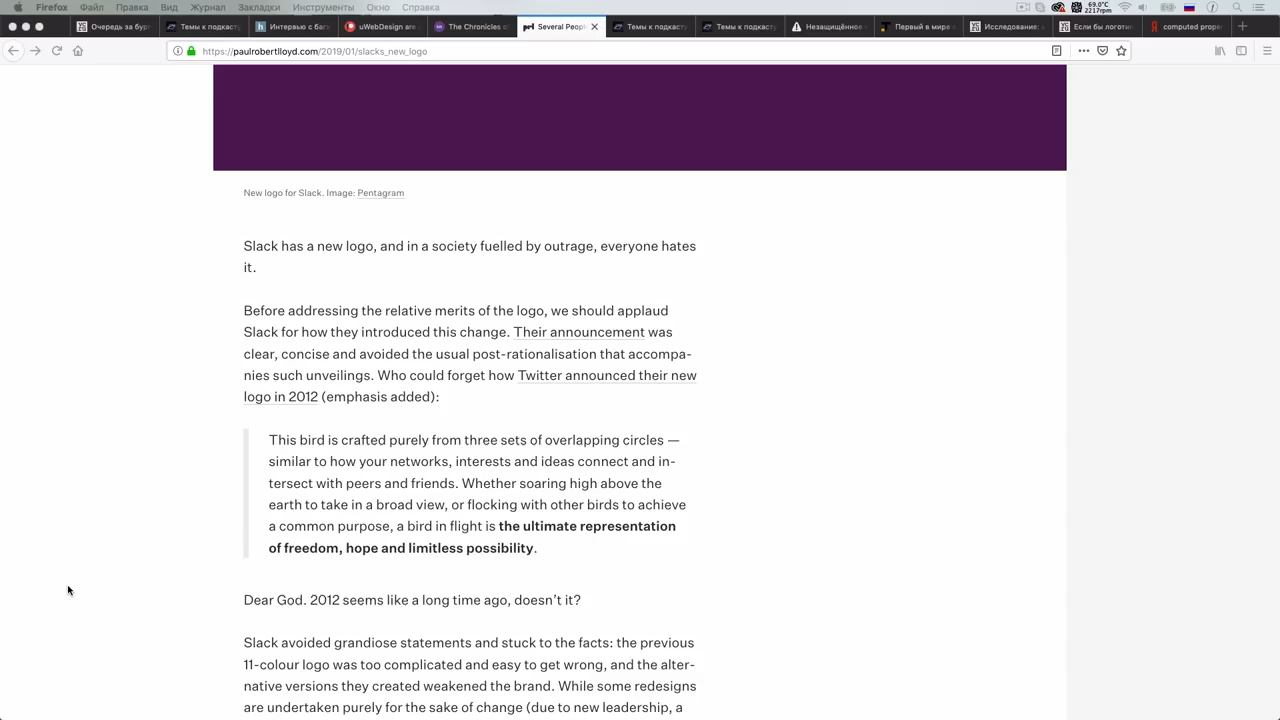 Firefox Файл Правка Вид Журнал Закладки Инструменты Окно Справка
69.0°C
2217rpm
Очередь за бур
Темы к подкаст
Интервью с баг
uWebDesign are
The Chronicles o
Several Peopl
Темы к подкаст
Темы к подкаст
Незащищённое
Первый в мире
Исследование:
Если бы логоти
computed prope
https://paulrobertlloyd.com/2019/01/slacks_new_logo
New logo for Slack. Image: Pentagram
Slack has a new logo, and in a society fuelled by outrage, everyone hates
it.
Before addressing the relative merits of the logo, we should applaud
Slack for how they introduced this change. Their announcement was
clear, concise and avoided the usual post-rationalisation that accompa-
nies such unveilings. Who could forget how Twitter announced their new
logo in 2012 (emphasis added):
This bird is crafted purely from three sets of overlapping circles —
similar to how your networks, interests and ideas connect and in-
tersect with peers and friends. Whether soaring high above the
earth to take in a broad view, or flocking with other birds to achieve
a common purpose, a bird in flight is the ultimate representation
of freedom, hope and limitless possibility.
Dear God. 2012 seems like a long time ago, doesn’t it?
Slack avoided grandiose statements and stuck to the facts: the previous
11-colour logo was too complicated and easy to get wrong, and the alter-
native versions they created weakened the brand. While some redesigns
are undertaken purely for the sake of change (due to new leadership, a